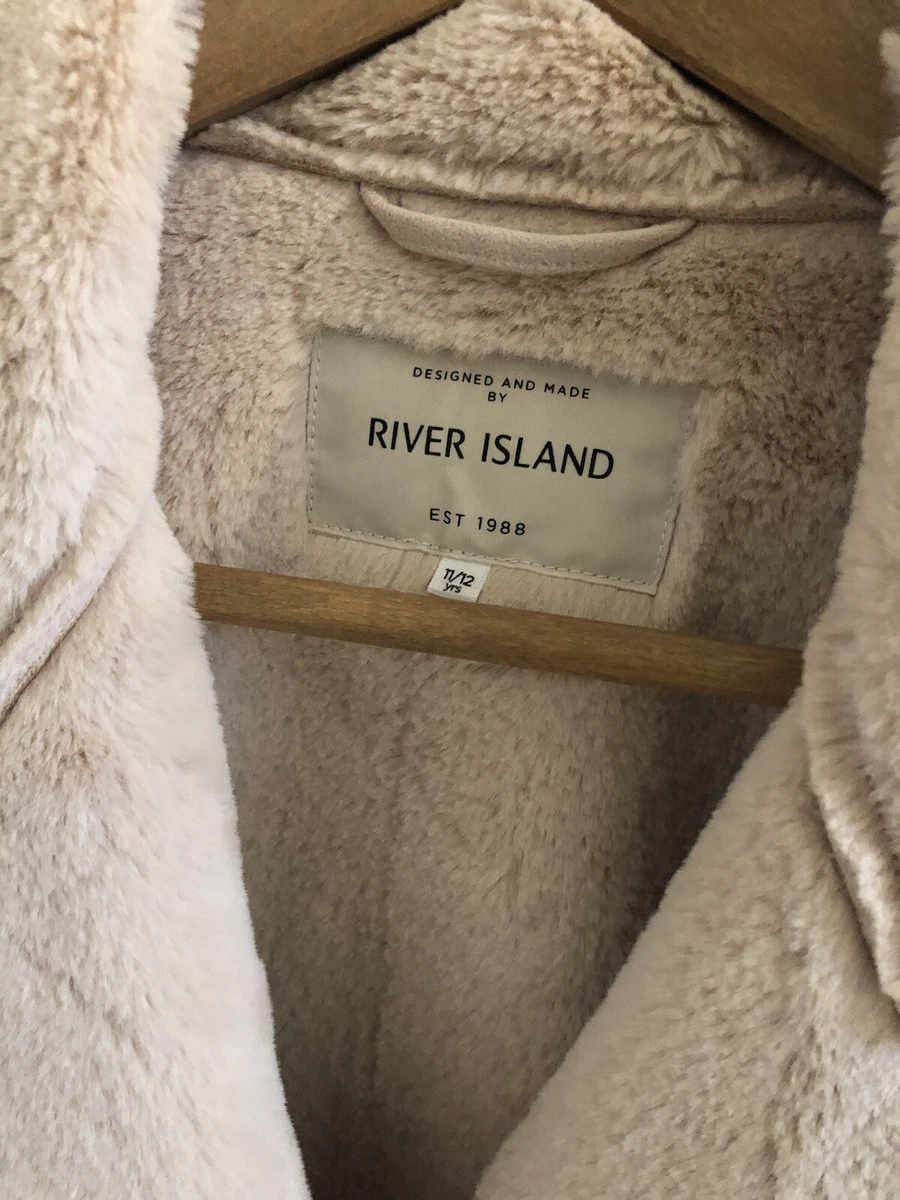 DESIGNED AND MADE
BY
RIVER ISLAND
EST 1988
11/12
yrs